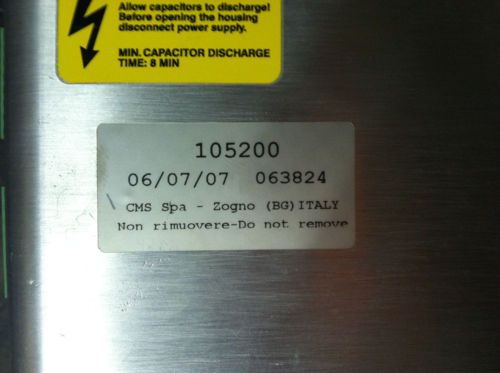 Allow capacitors to discharge!
Before opening the housing
disconnect power supply.
MIN. CAPACITOR DISCHARGE
TIME: 8 MIN
105200
06/07/07 063824
CMS Spa - Zogno (BG)ITALY
Non rimuovere-Do not remove